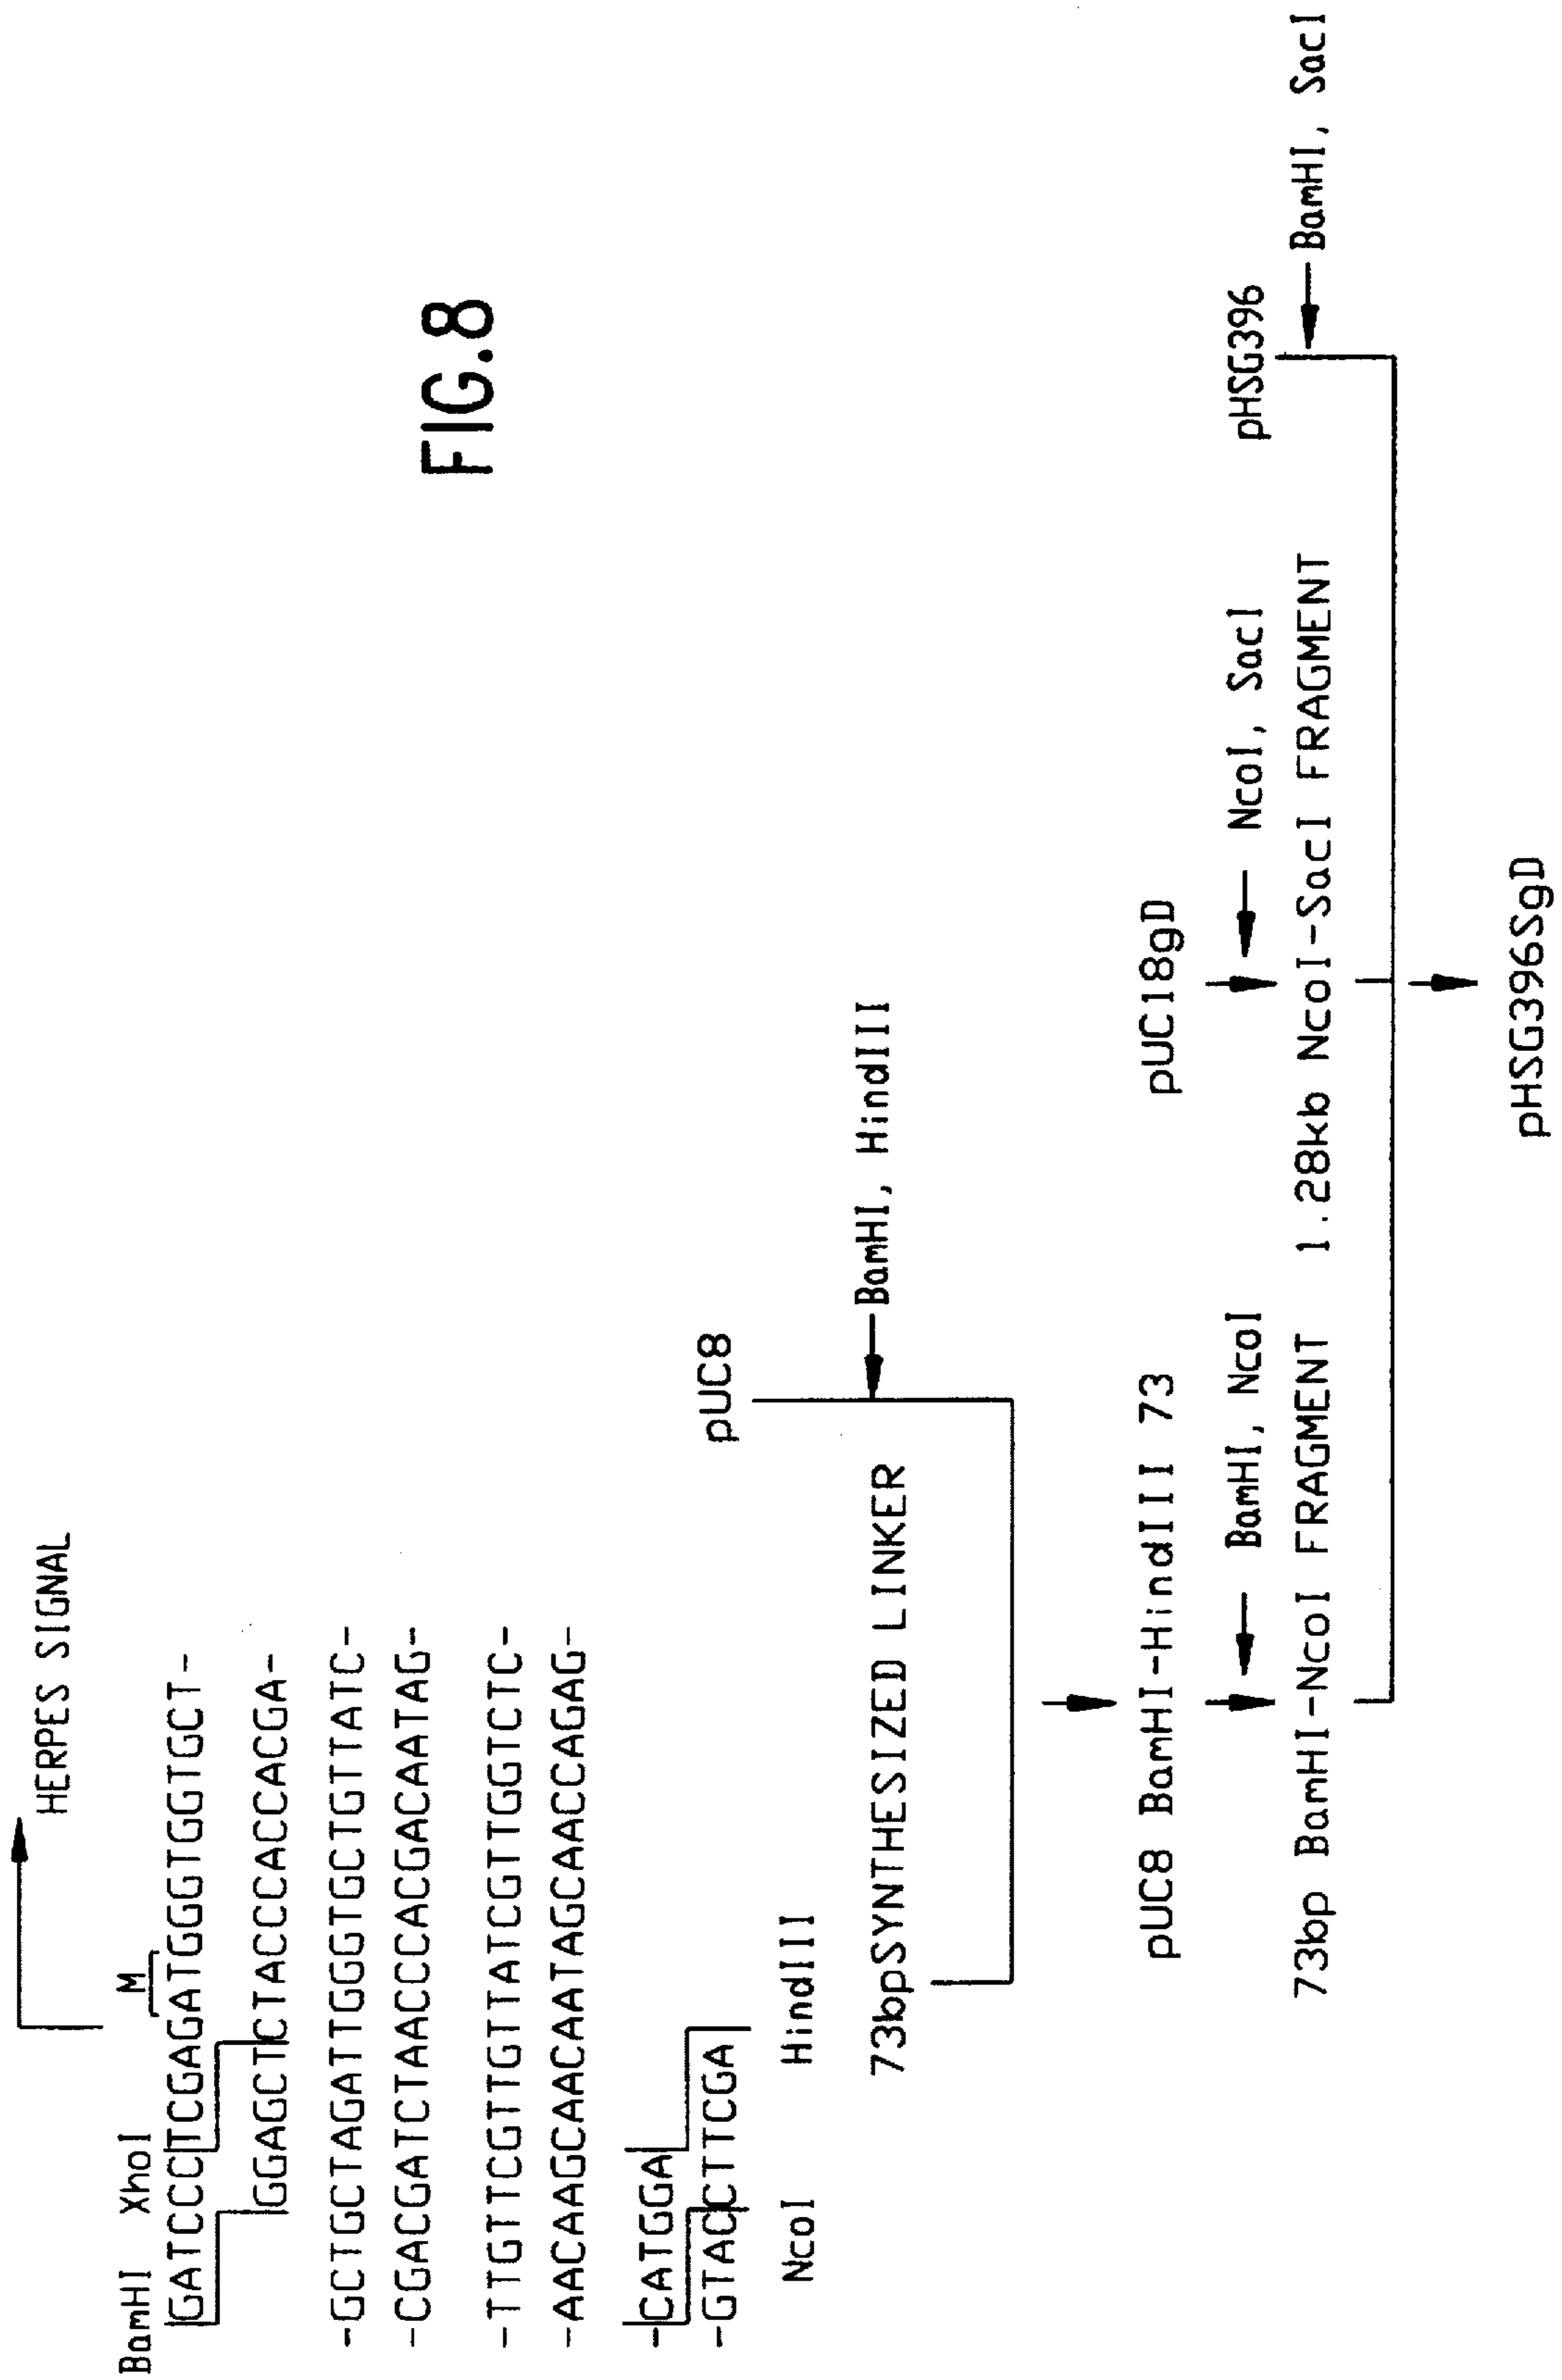 FIG.8
HERPES SIGNAL
BamHI XhoI M
GATCCCTCGAGATGGGTGGTGCT-
GGAGCTCTACCCACCACGA-
-GCTGCTAGATTGGGTGCTGTTATC-
-CGACGATCTAACCCACGACAATAG-
-TTGTTCGTTGTTATCGTTGGTCTC-
-AACAAGCAACAATAGCAACCAGAG-
-CATGGA
-GTACCTTCGA
NcoI HindIII
pUC8
73bpSYNTHESIZED LINKER
BamHI, HindIII
pUC8 BamHI-HindIII 73
pUC18gD
pHSG396
BamHI, NcoI
NcoI, SacI
BamHI, SacI
73bp BamHI-NcoI FRAGMENT
1.28kb NcoI-SacI FRAGMENT
pHSG396SgD